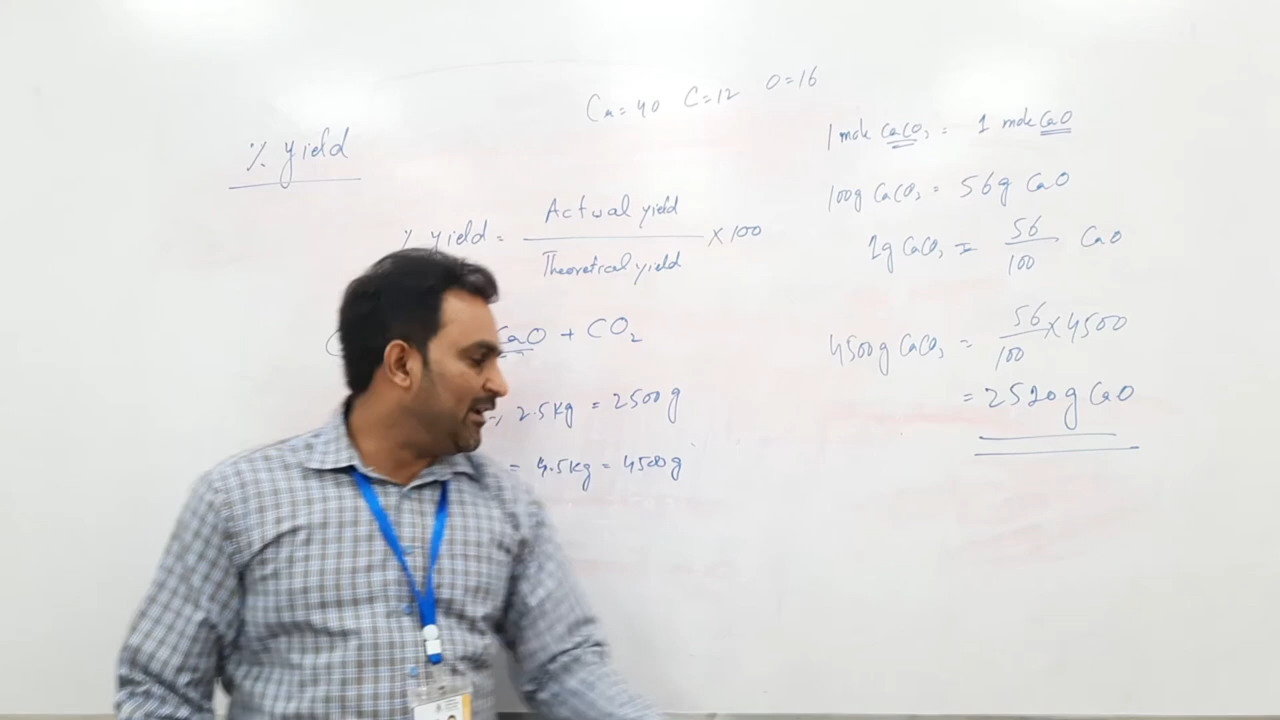 Ca=40 C=12 O=16
% Yield
% yield = Actual yield / Theoretical yield × 100
CaO + CO₂
2.5kg = 2500g
= 4.5kg = 4500g
1 mole CaCO₃ = 1 mole CaO
100g CaCO₃ = 56g CaO
1g CaCO₃ = 56/100 CaO
4500g CaCO₃ = 56/100 × 4500
= 2520g CaO